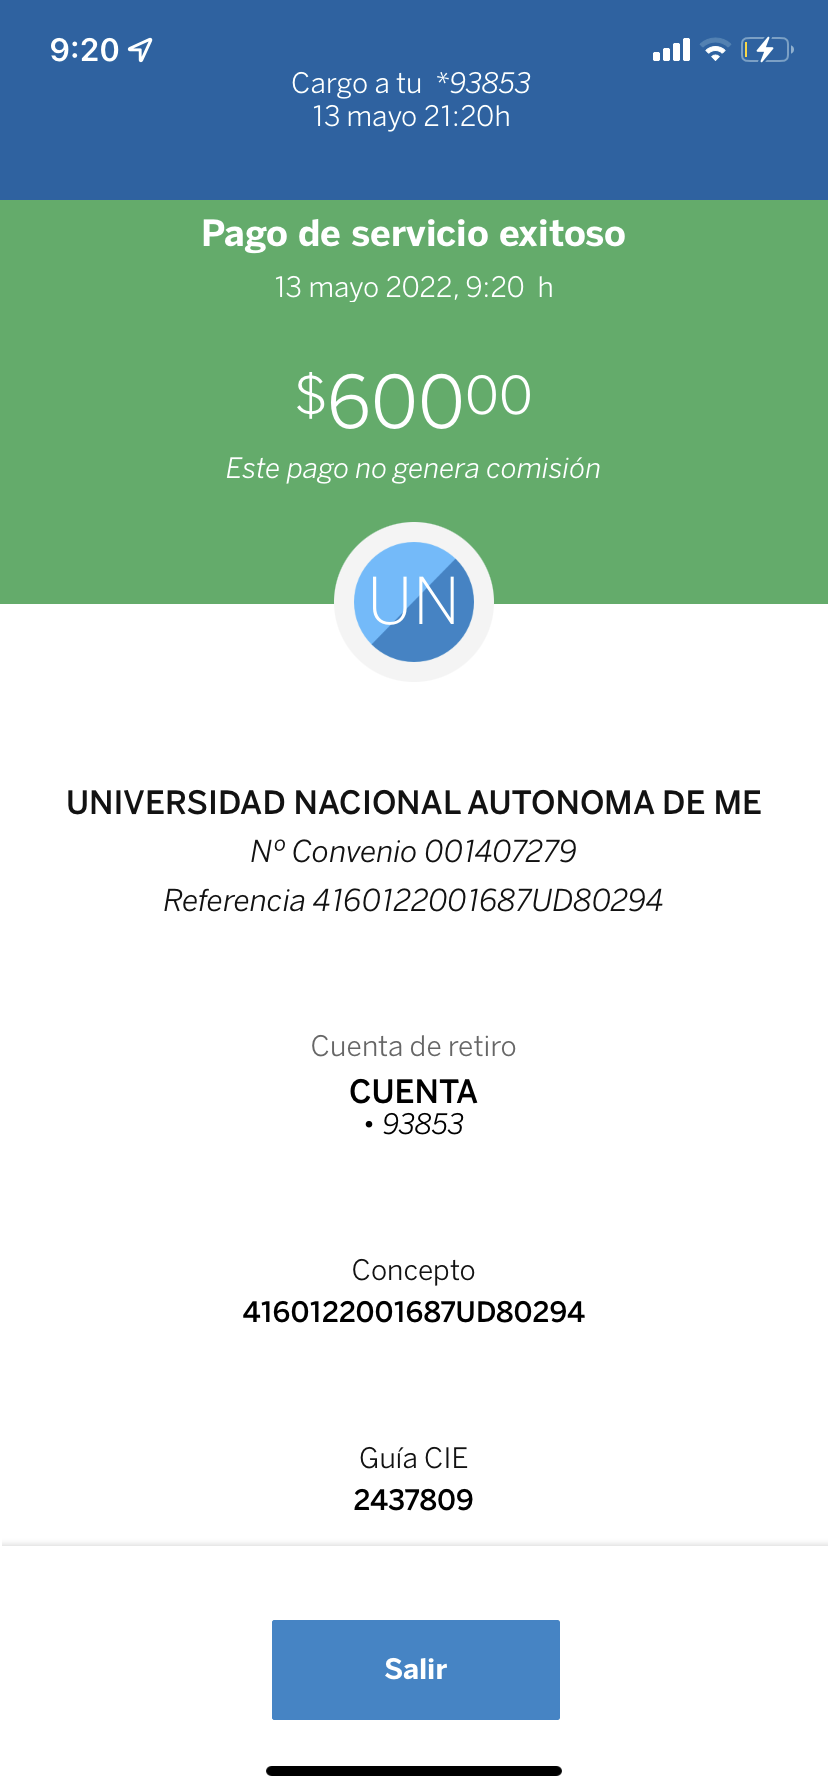 9:20
Cargo a tu *93853
13 mayo 21:20h
Pago de servicio exitoso
13 mayo 2022, 9:20 h
$60000
Este pago no genera comisión
UN
UNIVERSIDAD NACIONAL AUTONOMA DE ME
Nº Convenio 001407279
Referencia 4160122001687UD80294
Cuenta de retiro
CUENTA
• 93853
Concepto
4160122001687UD80294
Guía CIE
2437809
Salir